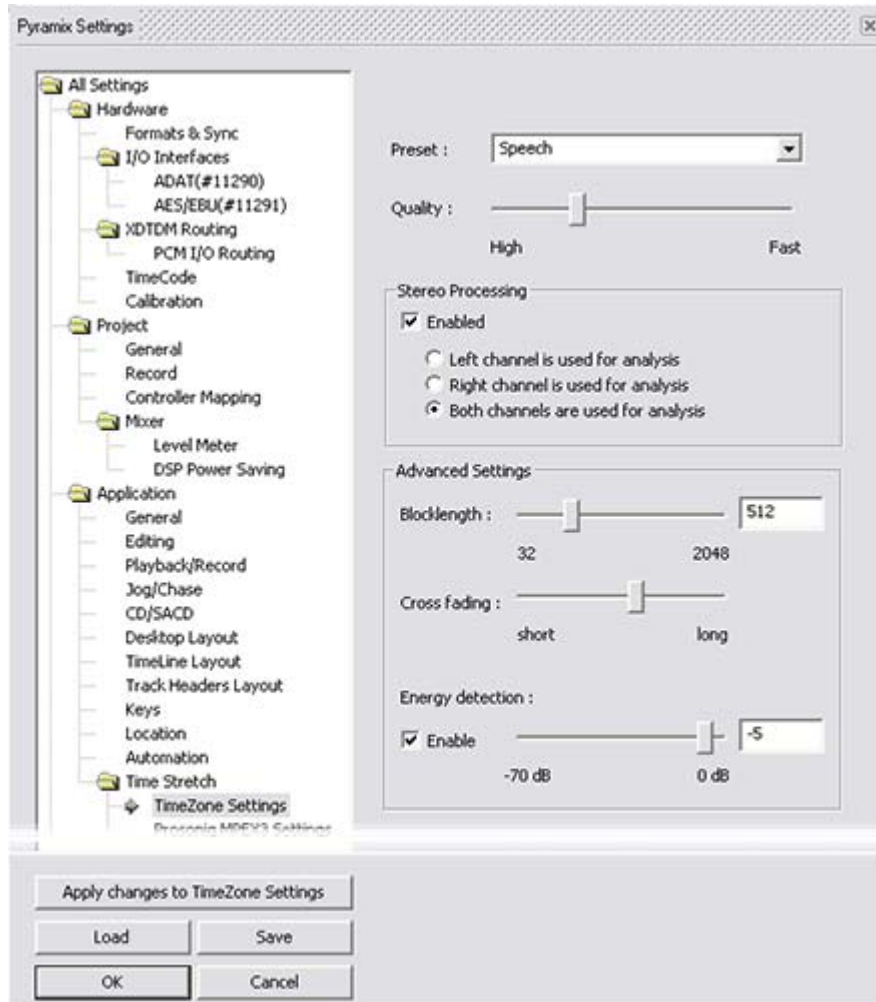 Pyramix Settings
All Settings
Hardware
Formats & Sync
I/O Interfaces
ADAT(#11290)
AES/EBU(#11291)
XDTDM Routing
PCM I/O Routing
TimeCode
Calibration
Project
General
Record
Controller Mapping
Mixer
Level Meter
DSP Power Saving
Application
General
Editing
Playback/Record
Jog/Chase
CD/SACD
Desktop Layout
TimeLine Layout
Track Headers Layout
Keys
Location
Automation
Time Stretch
TimeZone Settings
Prosoniq MPEX3 Settings
Preset : Speech
Quality :
High Fast
Stereo Processing
Enabled
Left channel is used for analysis
Right channel is used for analysis
Both channels are used for analysis
Advanced Settings
Blocklength : 512
32 2048
Cross fading :
short long
Energy detection :
Enable -5
-70 dB 0 dB
Apply changes to TimeZone Settings
Load Save
OK Cancel